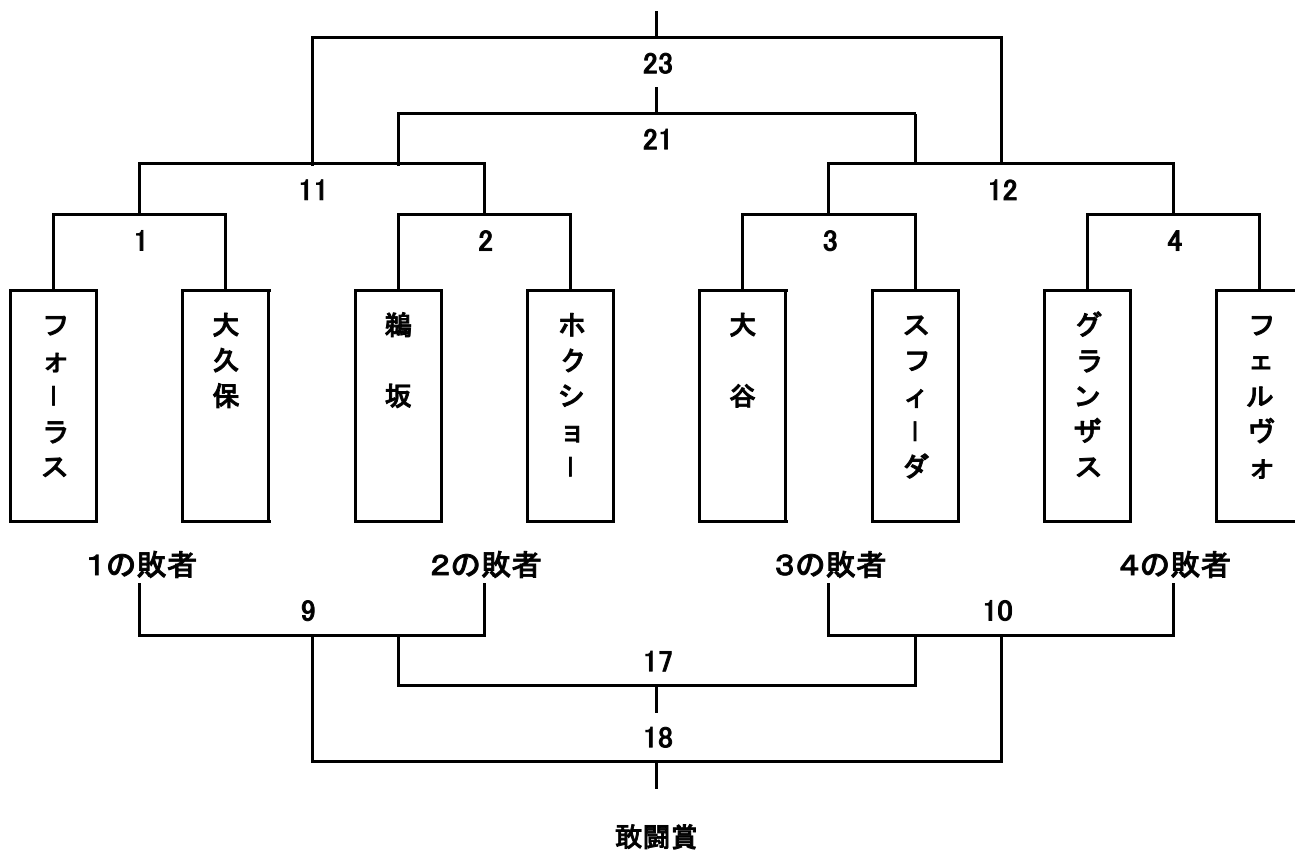 23
21
11
12
1
2
3
4
フォーラス
大久保
鵜坂
ホクショー
大谷
スフィーダ
グランザス
フェルヴォ
1の敗者
2の敗者
3の敗者
4の敗者
9
10
17
18
敢闘賞